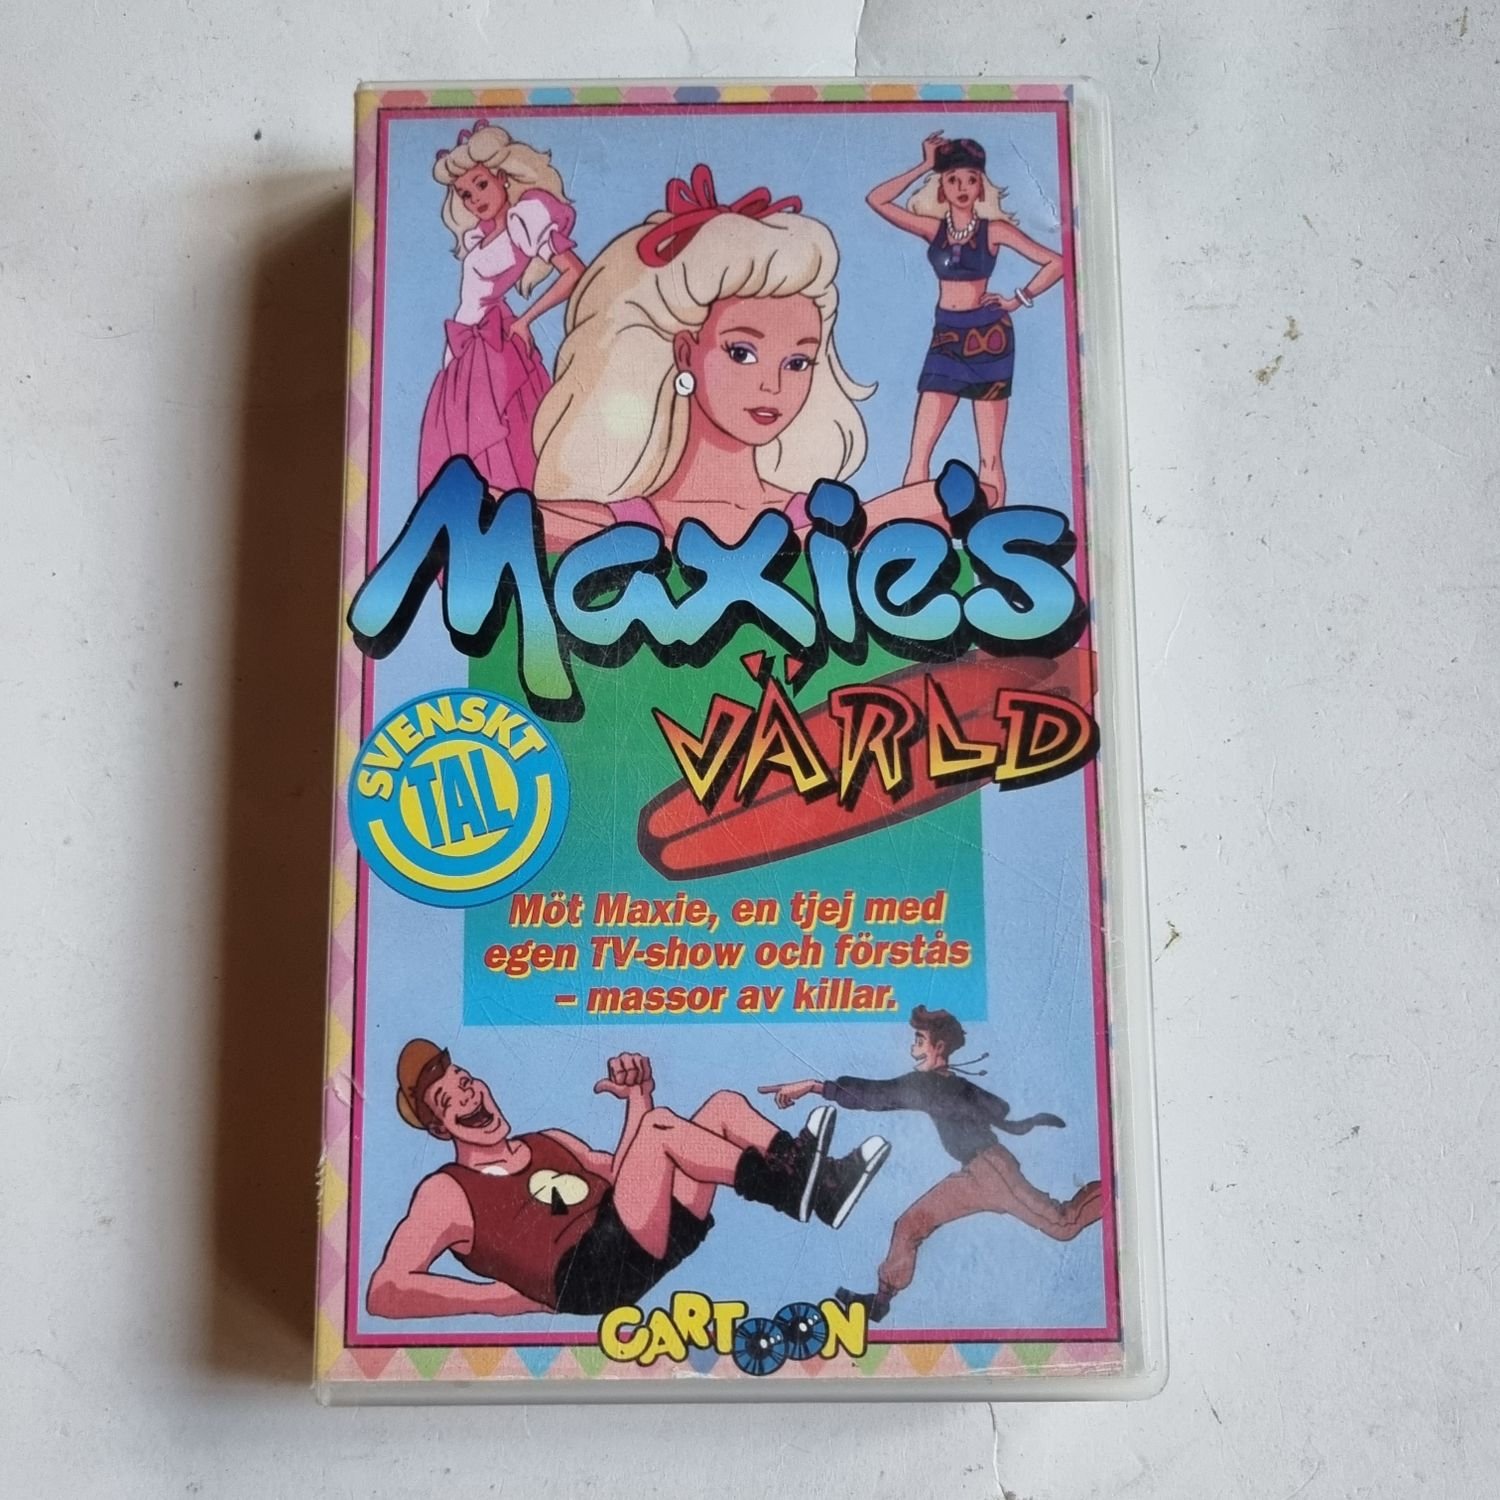 Maxie's
VÄRLD
SVENSKT
TAL
Möt Maxie, en tjej med
egen TV-show och förstås
– massor av killar.
CARTOON